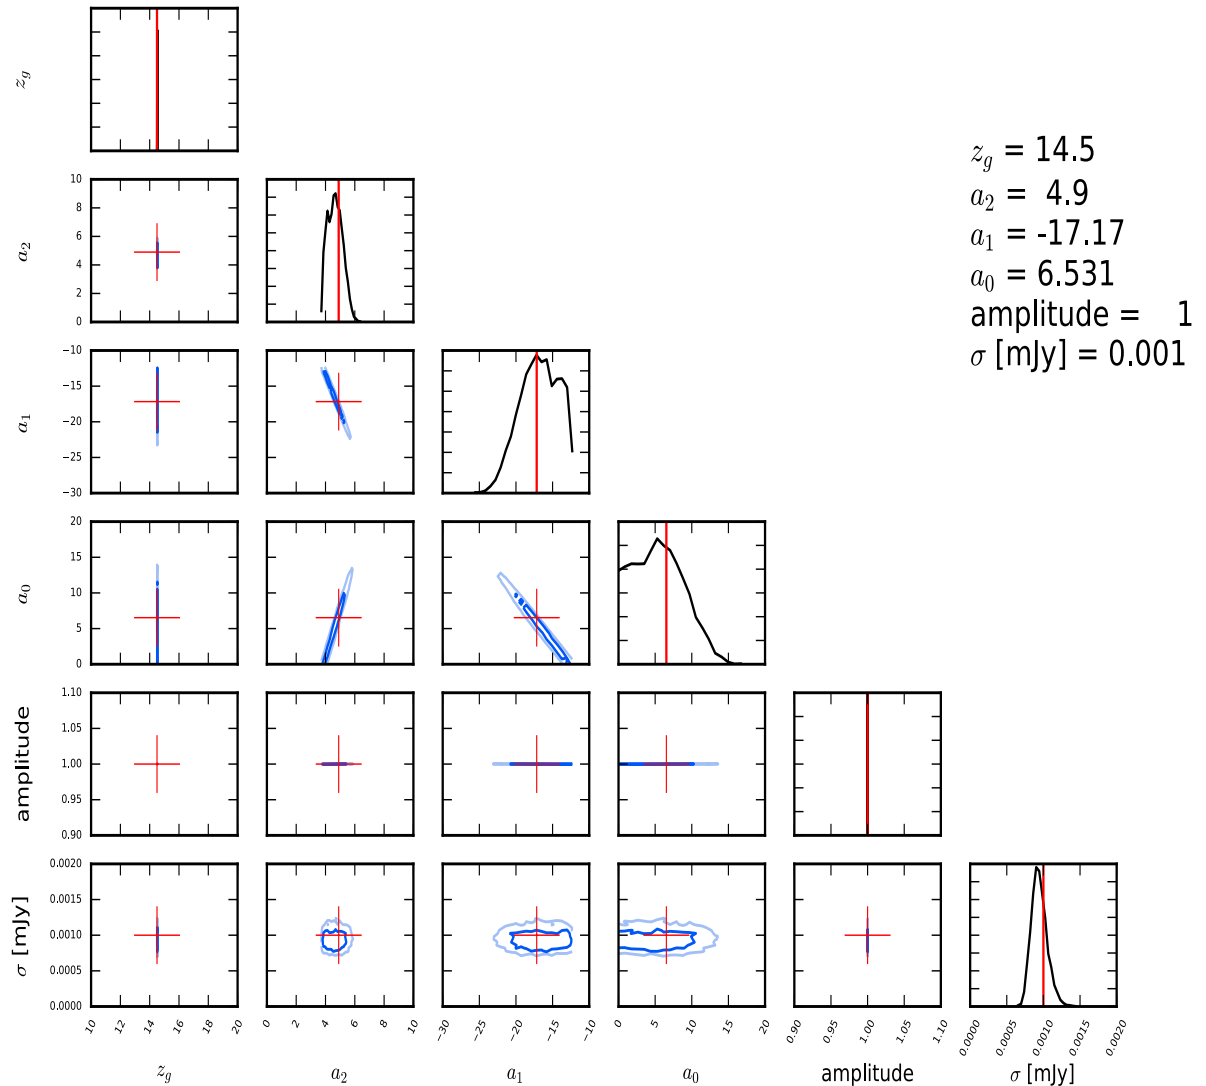 z_g
z_g = 14.5
a_2 = 4.9
a_1 = -17.17
a_0 = 6.531
amplitude = 1
σ [mJy] = 0.001
10
8
6
4
2
0
a_2
−10
−15
−20
−25
−30
a_1
20
15
10
5
0
a_0
1.10
1.05
1.00
0.95
0.90
amplitude
0.0020
0.0015
0.0010
0.0005
0.0000
σ [mJy]
10 12 14 16 18 20 0 2 4 6 8 10 −30 −25 −20 −15 −10 0 5 10 15 20 0.90 0.95 1.00 1.05 1.10 0.0000 0.0005 0.0010 0.0015 0.0020
z_g a_2 a_1 a_0 amplitude σ [mJy]